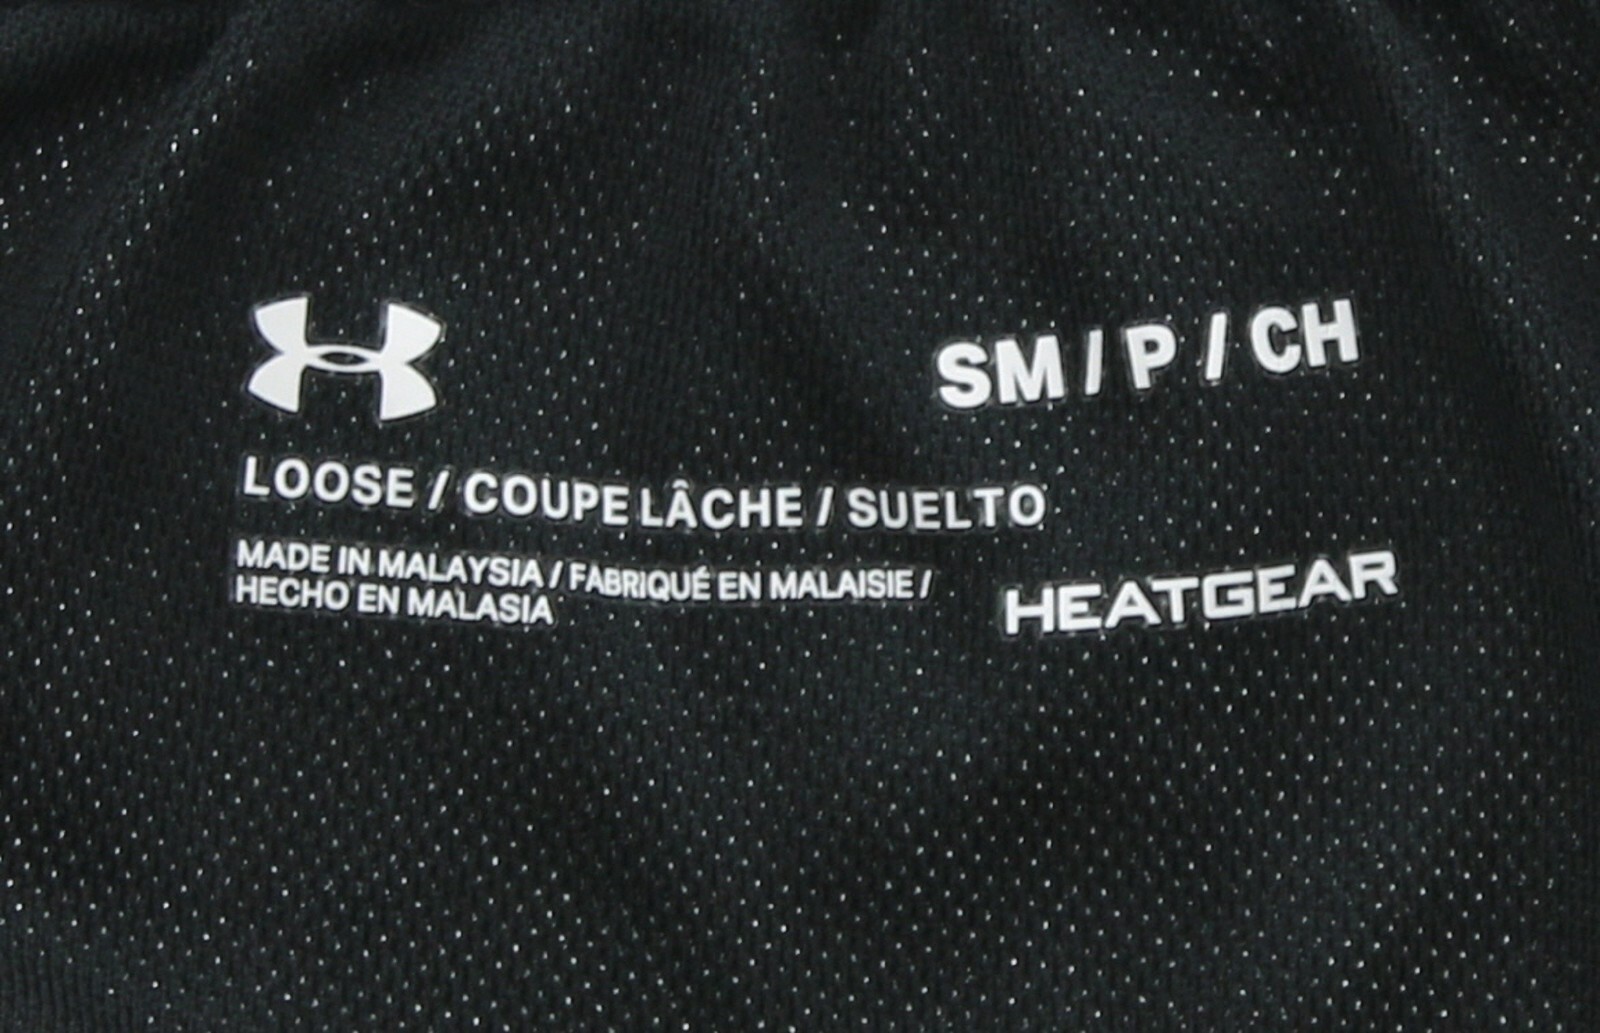 SM / P / CH
LOOSE / COUPE LÂCHE / SUELTO
MADE IN MALAYSIA / FABRIQUÉ EN MALAISIE /
HECHO EN MALASIA
HEATGEAR